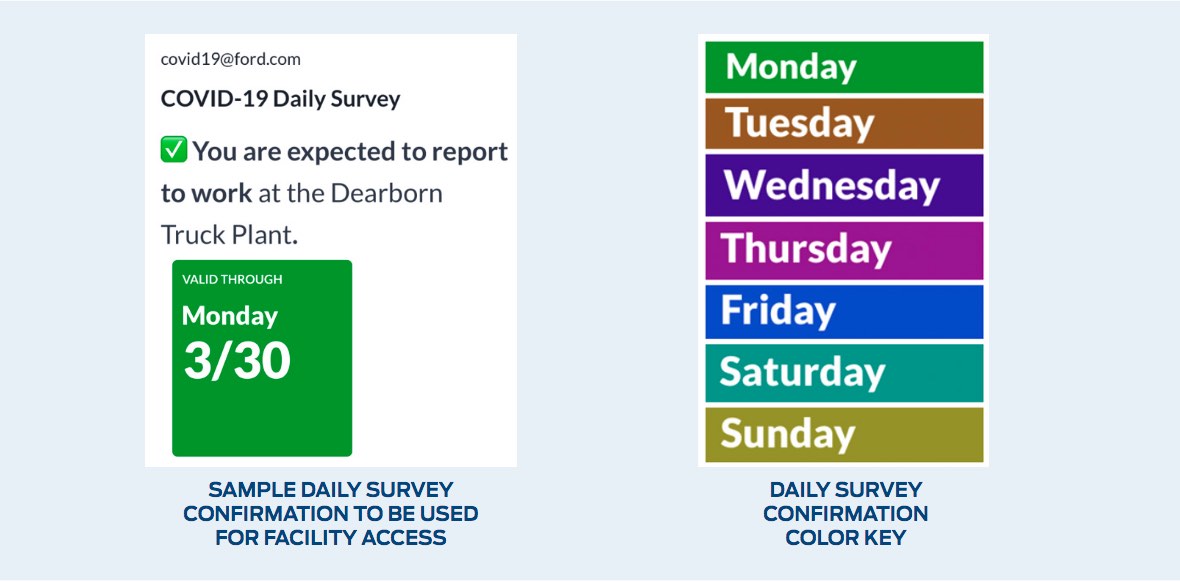 covid19@ford.com
COVID-19 Daily Survey
✅ You are expected to report
to work at the Dearborn
Truck Plant.
VALID THROUGH
Monday
3/30
SAMPLE DAILY SURVEY
CONFIRMATION TO BE USED
FOR FACILITY ACCESS
Monday
Tuesday
Wednesday
Thursday
Friday
Saturday
Sunday
DAILY SURVEY
CONFIRMATION
COLOR KEY